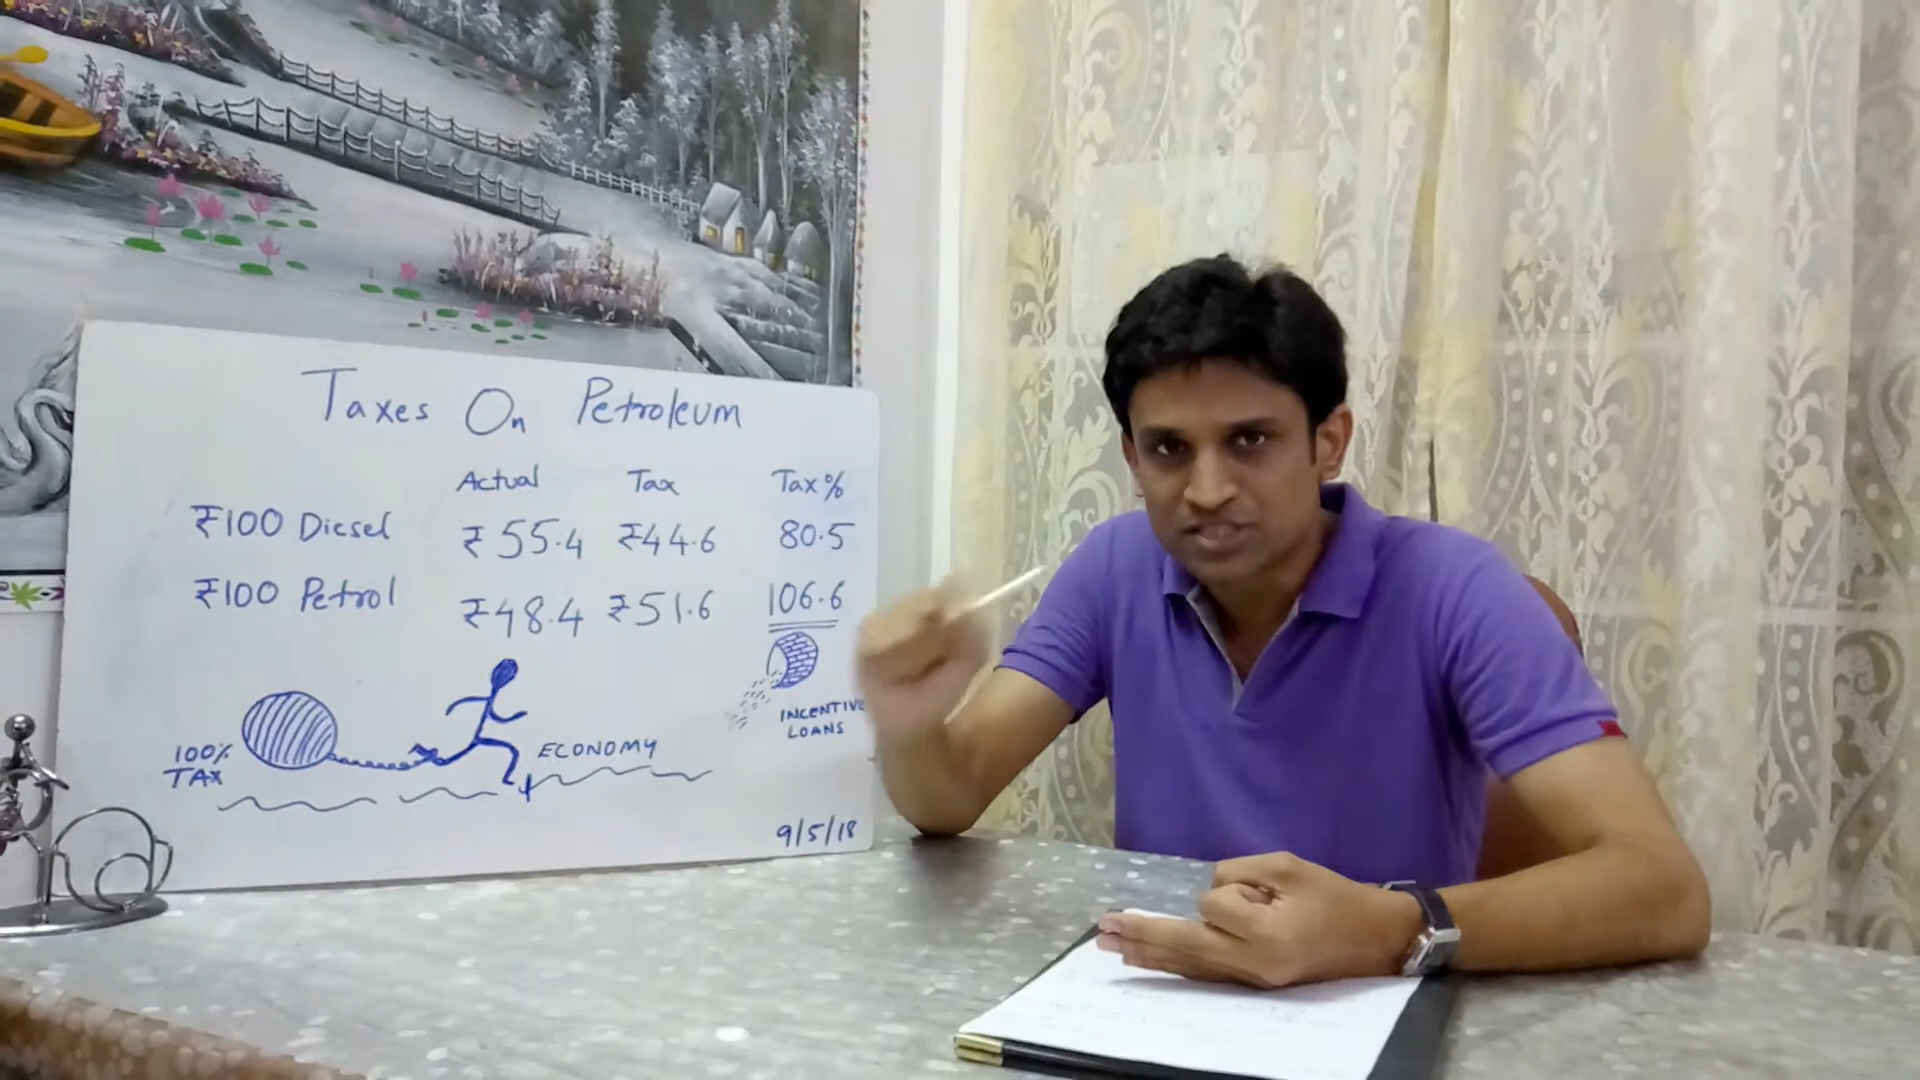 Taxes On Petroleum
Actual Tax Tax%
₹100 Diesel ₹55.4 ₹44.6 80.5
₹100 Petrol ₹48.4 ₹51.6 106.6
INCENTIVE
LOANS
100%
TAX
ECONOMY
9/5/18